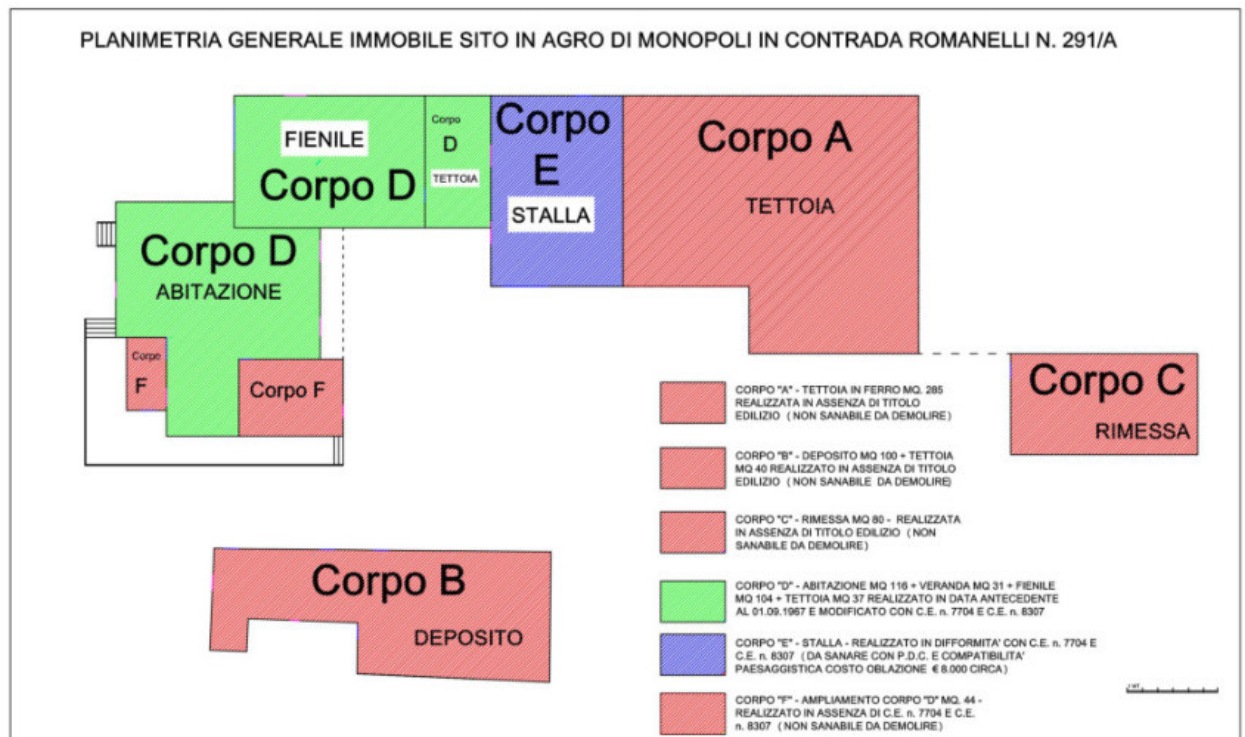 PLANIMETRIA GENERALE IMMOBILE SITO IN AGRO DI MONOPOLI IN CONTRADA ROMANELLI N. 291/A
FIENILE
Corpo D
Corpo
D
TETTOIA
Corpo
E
STALLA
Corpo A
TETTOIA
Corpo D
ABITAZIONE
Corpo
F
Corpo F
Corpo C
RIMESSA
Corpo B
DEPOSITO
CORPO "A" - TETTOIA IN FERRO MQ. 285
REALIZZATA IN ASSENZA DI TITOLO
EDILIZIO ( NON SANABILE DA DEMOLIRE)
CORPO "B" - DEPOSITO MQ 100 + TETTOIA
MQ 40 REALIZZATO IN ASSENZA DI TITOLO
EDILIZIO ( NON SANABILE DA DEMOLIRE)
CORPO "C" - RIMESSA MQ 80 - REALIZZATA
IN ASSENZA DI TITOLO EDILIZIO ( NON
SANABILE DA DEMOLIRE)
CORPO "D" - ABITAZIONE MQ 116 + VERANDA MQ 31 + FIENILE
MQ 104 + TETTOIA MQ 37 REALIZZATO IN DATA ANTECEDENTE
AL 01.09.1967 E MODIFICATO CON C.E. n. 7704 E C.E. n. 8307
CORPO "E" - STALLA - REALIZZATO IN DIFFORMITA' CON C.E. n. 7704 E
C.E. n. 8307 ( DA SANARE CON P.D.C. E COMPATIBILITA'
PAESAGGISTICA COSTO OBLAZIONE € 8.000 CIRCA)
CORPO "F" - AMPLIAMENTO CORPO "D" MQ. 44 -
REALIZZATO IN ASSENZA DI C.E. n. 7704 E C.E.
n. 8307 ( NON SANABILE DA DEMOLIRE)